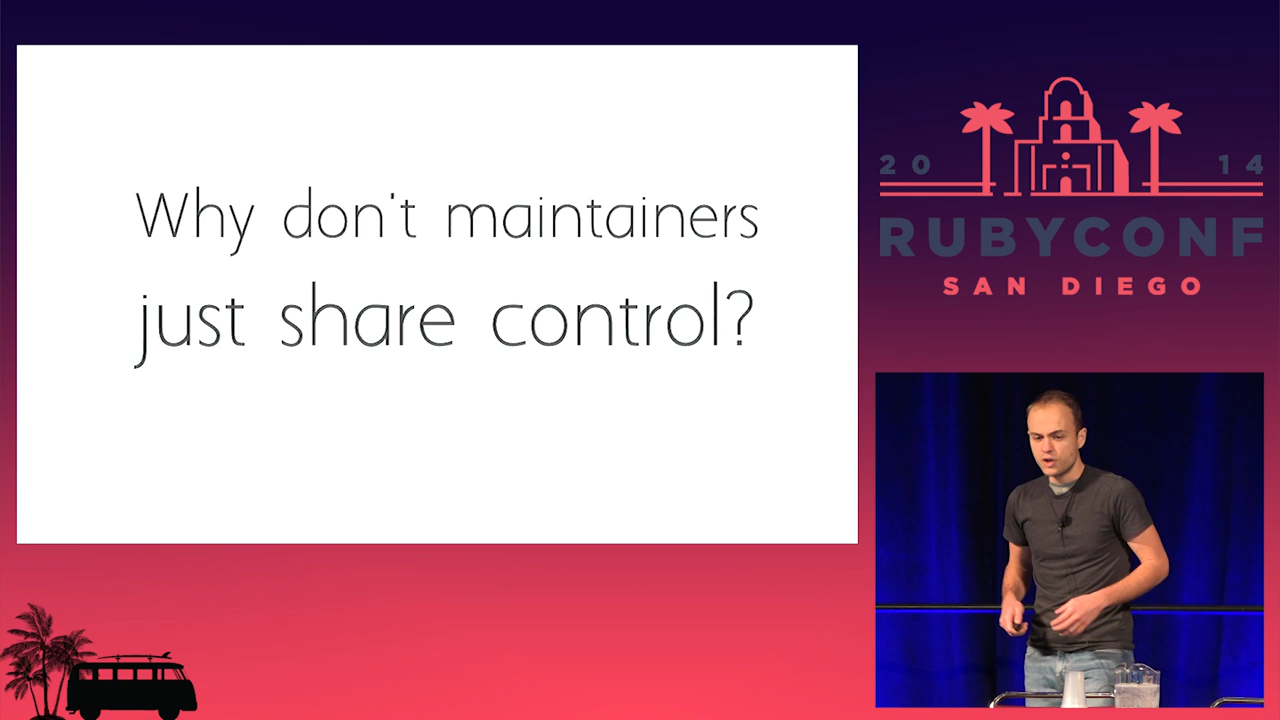 Why don't maintainers
just share control?
20 14
RUBYCONF
SAN DIEGO